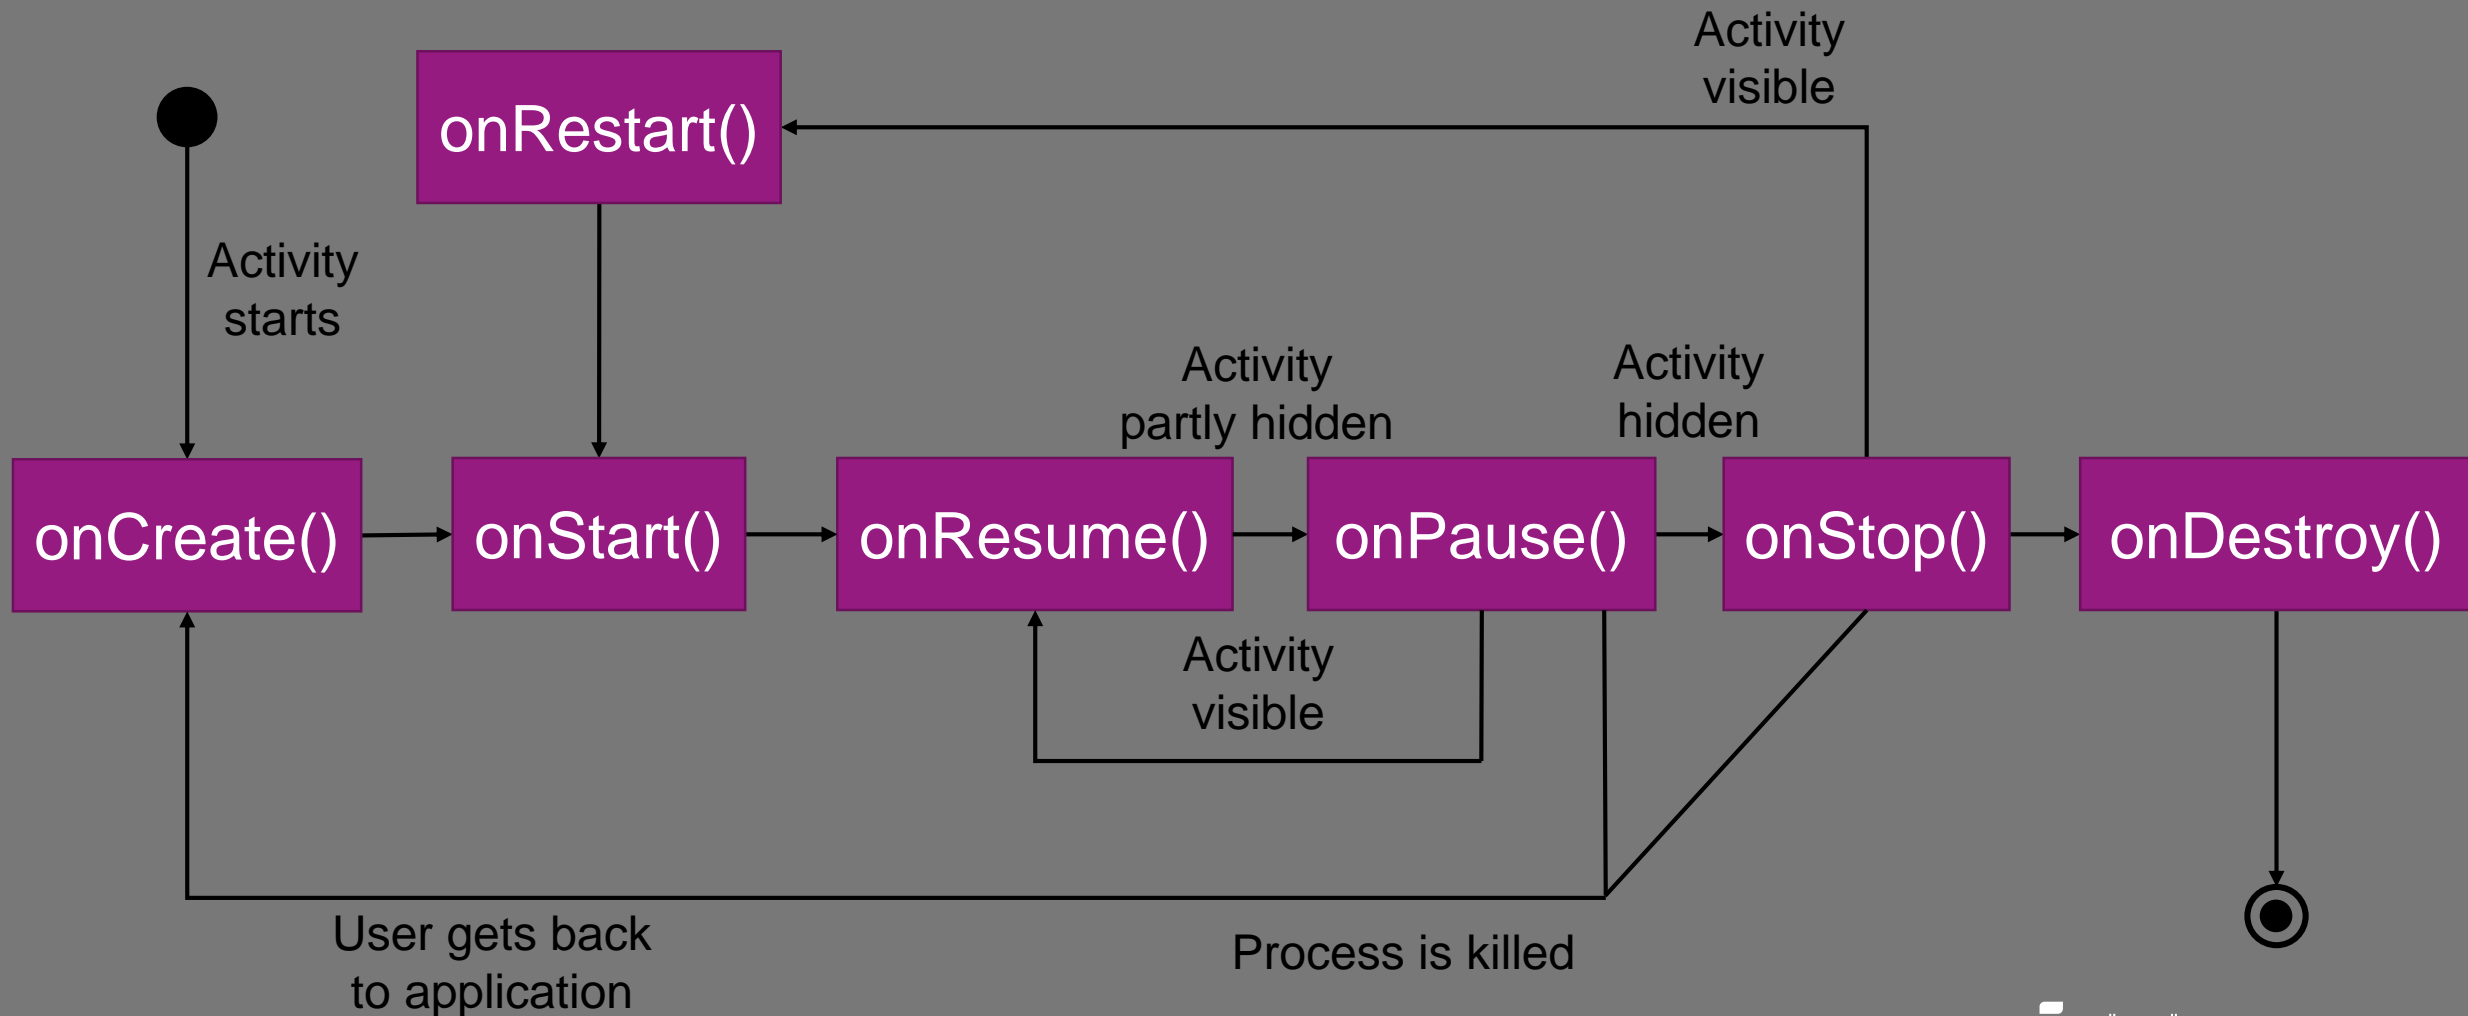 Activity
visible
onRestart()
Activity
starts
Activity
partly hidden
Activity
hidden
onCreate()
onStart()
onResume()
onPause()
onStop()
onDestroy()
Activity
visible
User gets back
to application
Process is killed